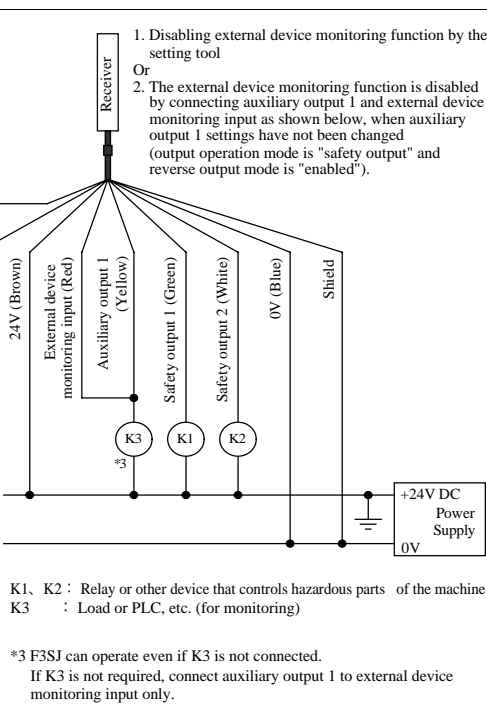 1. Disabling external device monitoring function by the
setting tool
Or
2. The external device monitoring function is disabled
by connecting auxiliary output 1 and external device
monitoring input as shown below, when auxiliary
output 1 settings have not been changed
(output operation mode is "safety output" and
reverse output mode is "enabled").
Receiver
24V (Brown)
External device
monitoring input (Red)
Auxiliary output 1
(Yellow)
Safety output 1 (Green)
Safety output 2 (White)
0V (Blue)
Shield
K3
K1
K2
*3
+24V DC
Power
Supply
0V
K1、K2： Relay or other device that controls hazardous parts of the machine
K3 ： Load or PLC, etc. (for monitoring)
*3 F3SJ can operate even if K3 is not connected.
If K3 is not required, connect auxiliary output 1 to external device
monitoring input only.